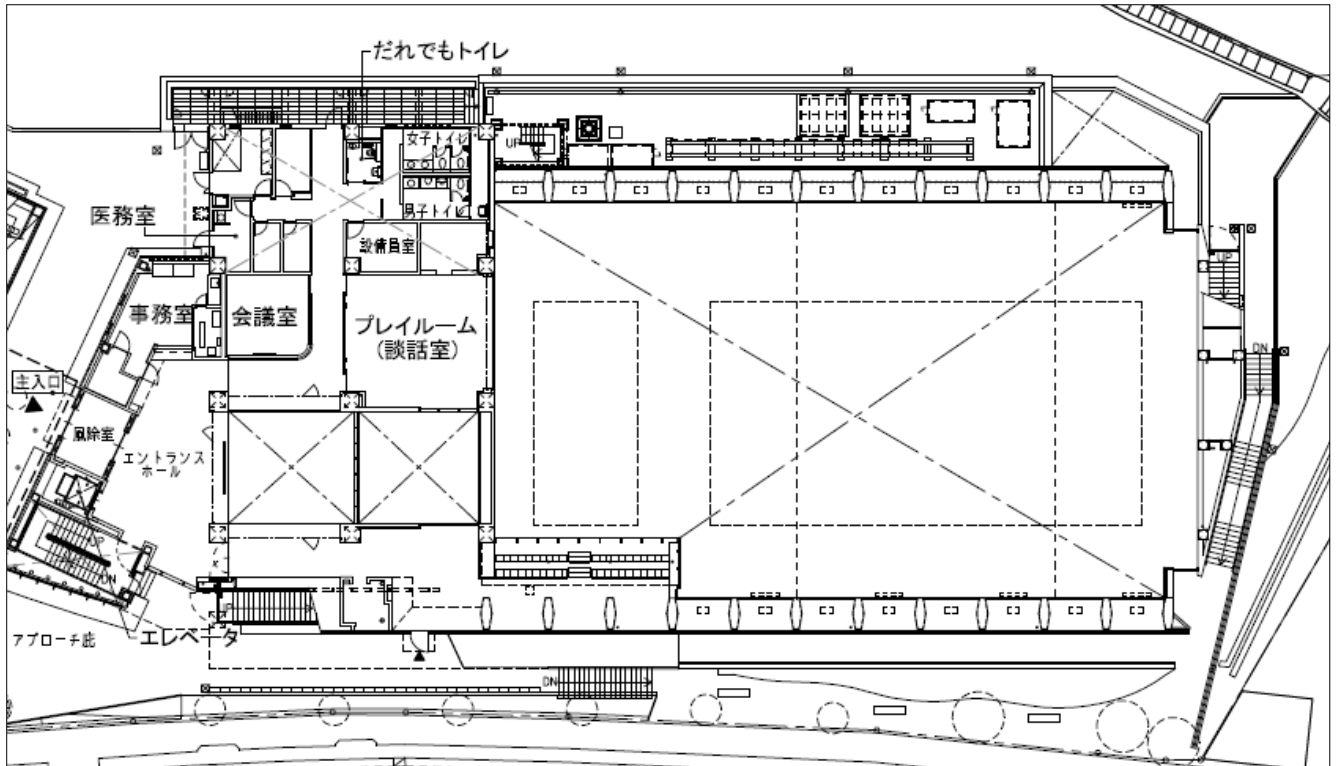 だれでもトイレ
女子トイレ
UP
男子トイレ
医務室
設備員室
UP
事務室
会議室
プレイルーム
(談話室)
DN
主入口
風除室
エントランス
ホール
DN
UP
エレベータ
アプローチ庇
DN